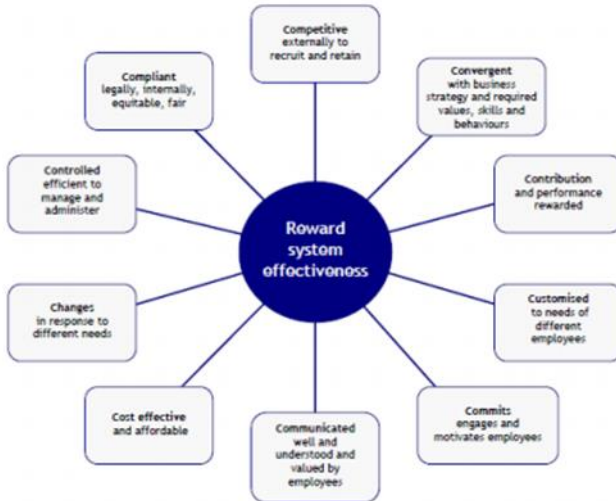 Competitive
externally to
recruit and retain
Convergent
with business
strategy and required
values, skills and
behaviours
Contribution
and performance
rewarded
Customised
to needs of
different
employees
Commits
engages and
motivates employees
Communicated
well and
understood and
valued by
employees
Cost effective
and affordable
Changes
in response to
different needs
Controlled
efficient to
manage and
administer
Compliant
legally, internally,
equitable, fair
Reward
system
effectiveness